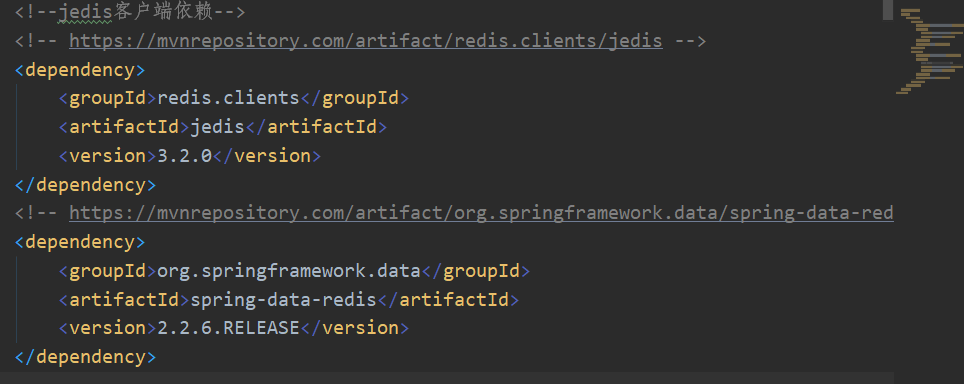 <!--jedis客户端依赖-->
<!-- https://mvnrepository.com/artifact/redis.clients/jedis -->
<dependency>
<groupId>redis.clients</groupId>
<artifactId>jedis</artifactId>
<version>3.2.0</version>
</dependency>
<!-- https://mvnrepository.com/artifact/org.springframework.data/spring-data-red
<dependency>
<groupId>org.springframework.data</groupId>
<artifactId>spring-data-redis</artifactId>
<version>2.2.6.RELEASE</version>
</dependency>